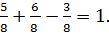 5/8 + 6/8 − 3/8 = 1.